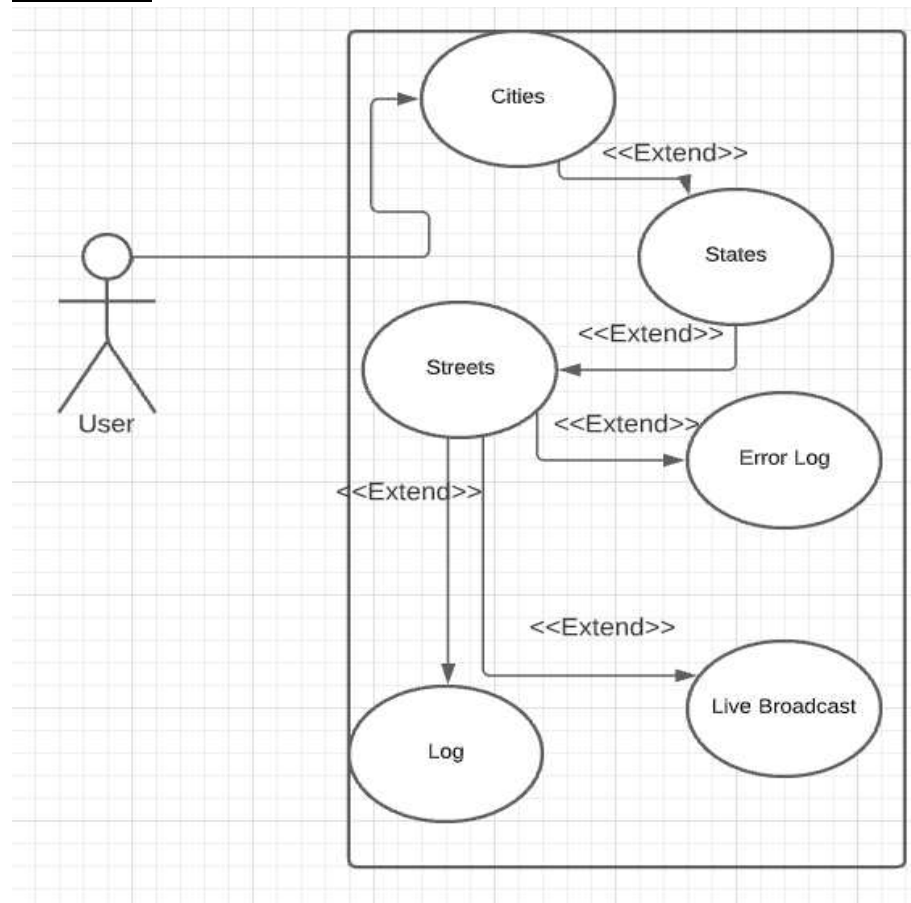 Cities
<<Extend>>
States
<<Extend>>
Streets
<<Extend>>
Error Log
User
<<Extend>>
<<Extend>>
Live Broadcast
Log